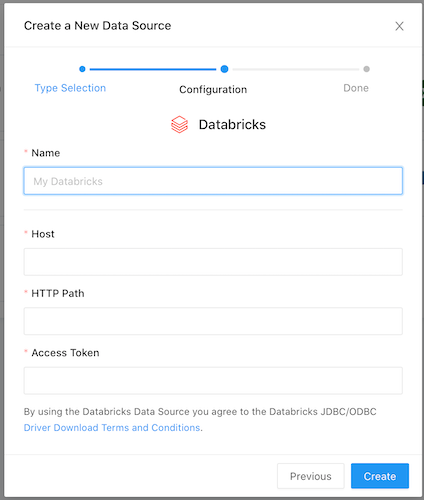 Create a New Data Source
Type Selection
Configuration
Done
Databricks
* Name
My Databricks
* Host
* HTTP Path
* Access Token
By using the Databricks Data Source you agree to the Databricks JDBC/ODBC
Driver Download Terms and Conditions.
Previous
Create